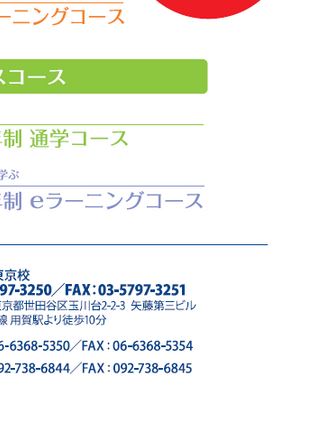 ーニングコース
スコース
制 通学コース
学ぶ
制 eラーニングコース
東京校
97-3250／FAX：03-5797-3251
京都世田谷区玉川台2-2-3 矢藤第三ビル
線 用賀駅より徒歩10分
6-6368-5350／FAX：06-6368-5354
92-738-6844／FAX：092-738-6845